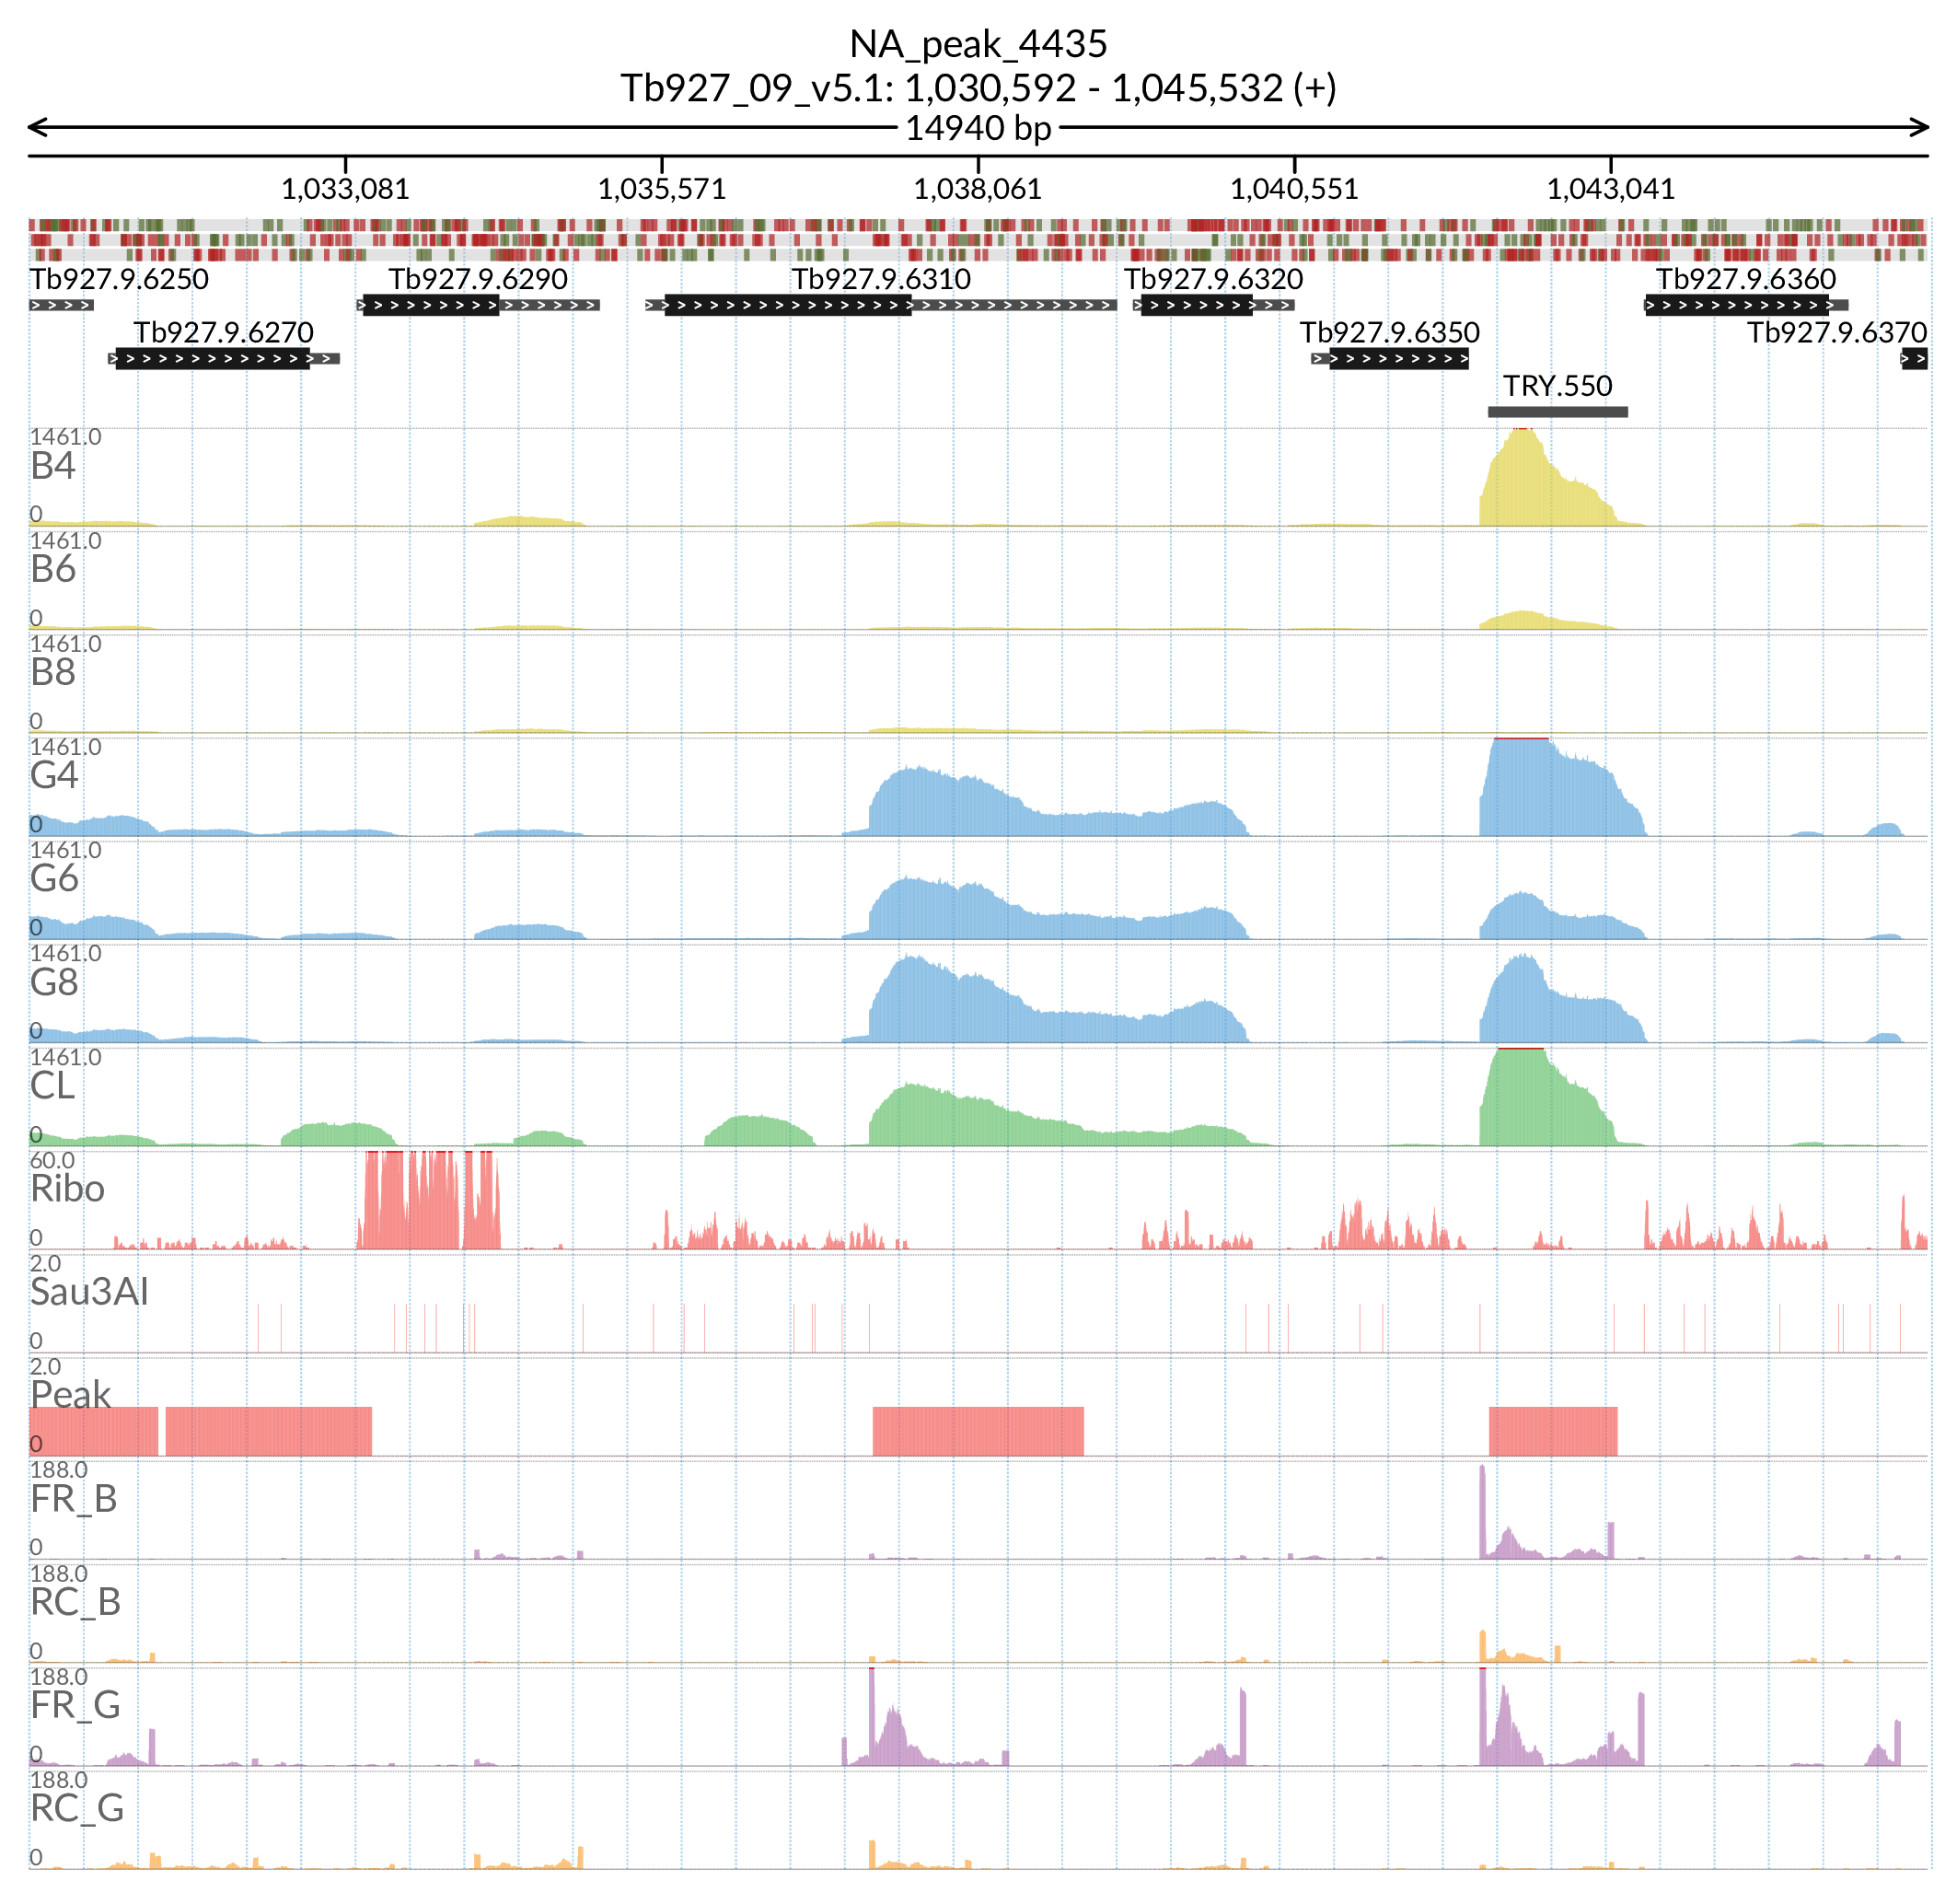 NA_peak_4435
Tb927_09_v5.1: 1,030,592 - 1,045,532 (+)
14940 bp
1,033,081 1,035,571 1,038,061 1,040,551 1,043,041
Tb927.9.6250 Tb927.9.6290 Tb927.9.6310 Tb927.9.6320 Tb927.9.6360
Tb927.9.6270 Tb927.9.6350 Tb927.9.6370
TRY.550
1461.0
B4
0
1461.0
B6
0
1461.0
B8
0
1461.0
G4
0
1461.0
G6
0
1461.0
G8
0
1461.0
CL
0
60.0
Ribo
0
2.0
Sau3AI
0
2.0
Peak
0
188.0
FR_B
0
188.0
RC_B
0
188.0
FR_G
0
188.0
RC_G
0